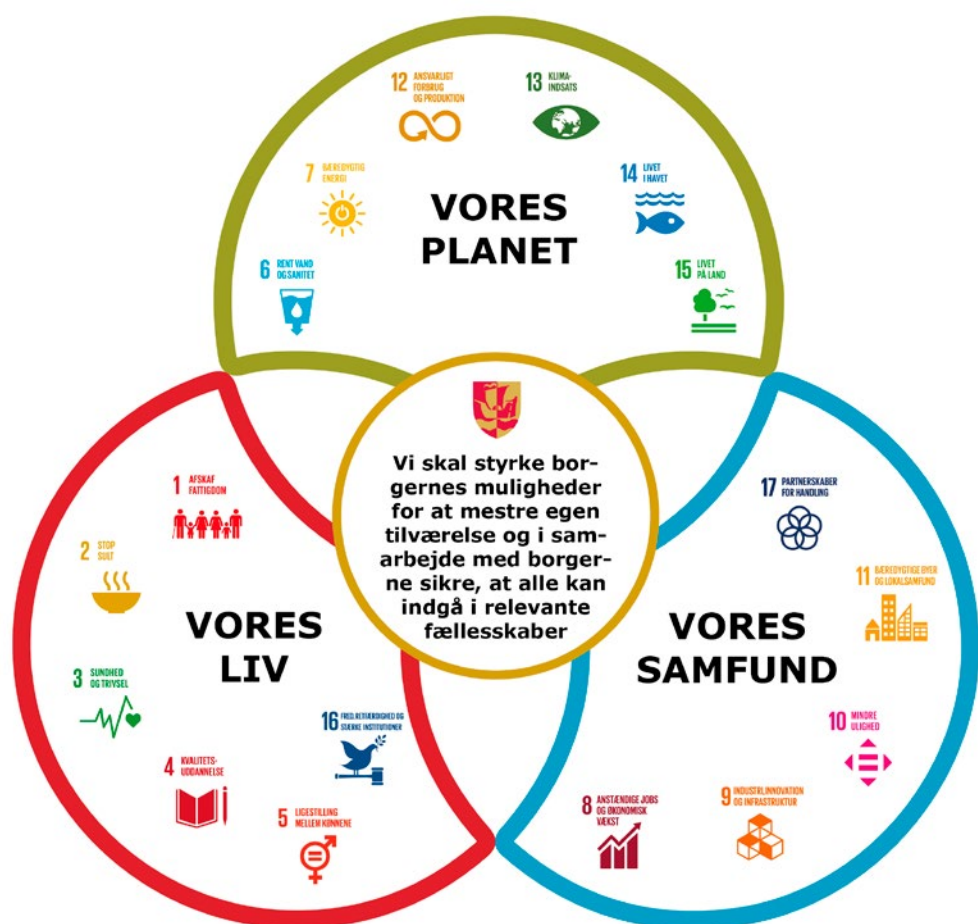 12 ANSVARLIGT
FORBRUG
OG PRODUKTION
13 KLIMA-
INDSATS
7 BÆREDYGTIG
ENERGI
14 LIVET
I HAVET
VORES
PLANET
6 RENT VAND
OG SANITET
15 LIVET
PÅ LAND
Vi skal styrke bor-
gernes muligheder
for at mestre egen
tilværelse og i sam-
arbejde med borger-
ne sikre, at alle kan
indgå i relevante
fællesskaber
1 AFSKAF
FATTIGDOM
2 STOP
SULT
VORES
LIV
3 SUNDHED
OG TRIVSEL
16 FRED, RETFÆRDIGHED OG
STÆRKE INSTITUTIONER
4 KVALITETS-
UDDANNELSE
5 LIGESTILLING
MELLEM KØNNENE
17 PARTNERSKABER
FOR HANDLING
11 BÆREDYGTIGE BYER
OG LOKALSAMFUND
VORES
SAMFUND
10 MINDRE
ULIGHED
8 ANSTÆNDIGE JOBS
OG ØKONOMISK
VÆKST
9 INDUSTRI, INNOVATION
OG INFRASTRUKTUR